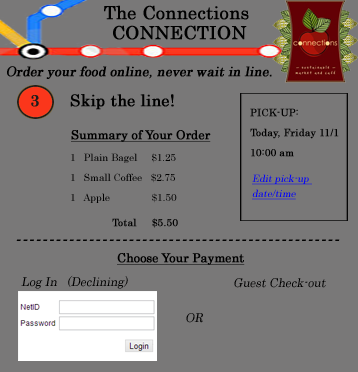 The Connections
CONNECTION
connections
sustainable
market and café
Order your food online, never wait in line.
3 Skip the line!
Summary of Your Order
1 Plain Bagel $1.25
1 Small Coffee $2.75
1 Apple $1.50
Total $5.50
PICK-UP:
Today, Friday 11/1
10:00 am
Edit pick-up
date/time
Choose Your Payment
Log In (Declining)
NetID
Password
Login
OR
Guest Check-out